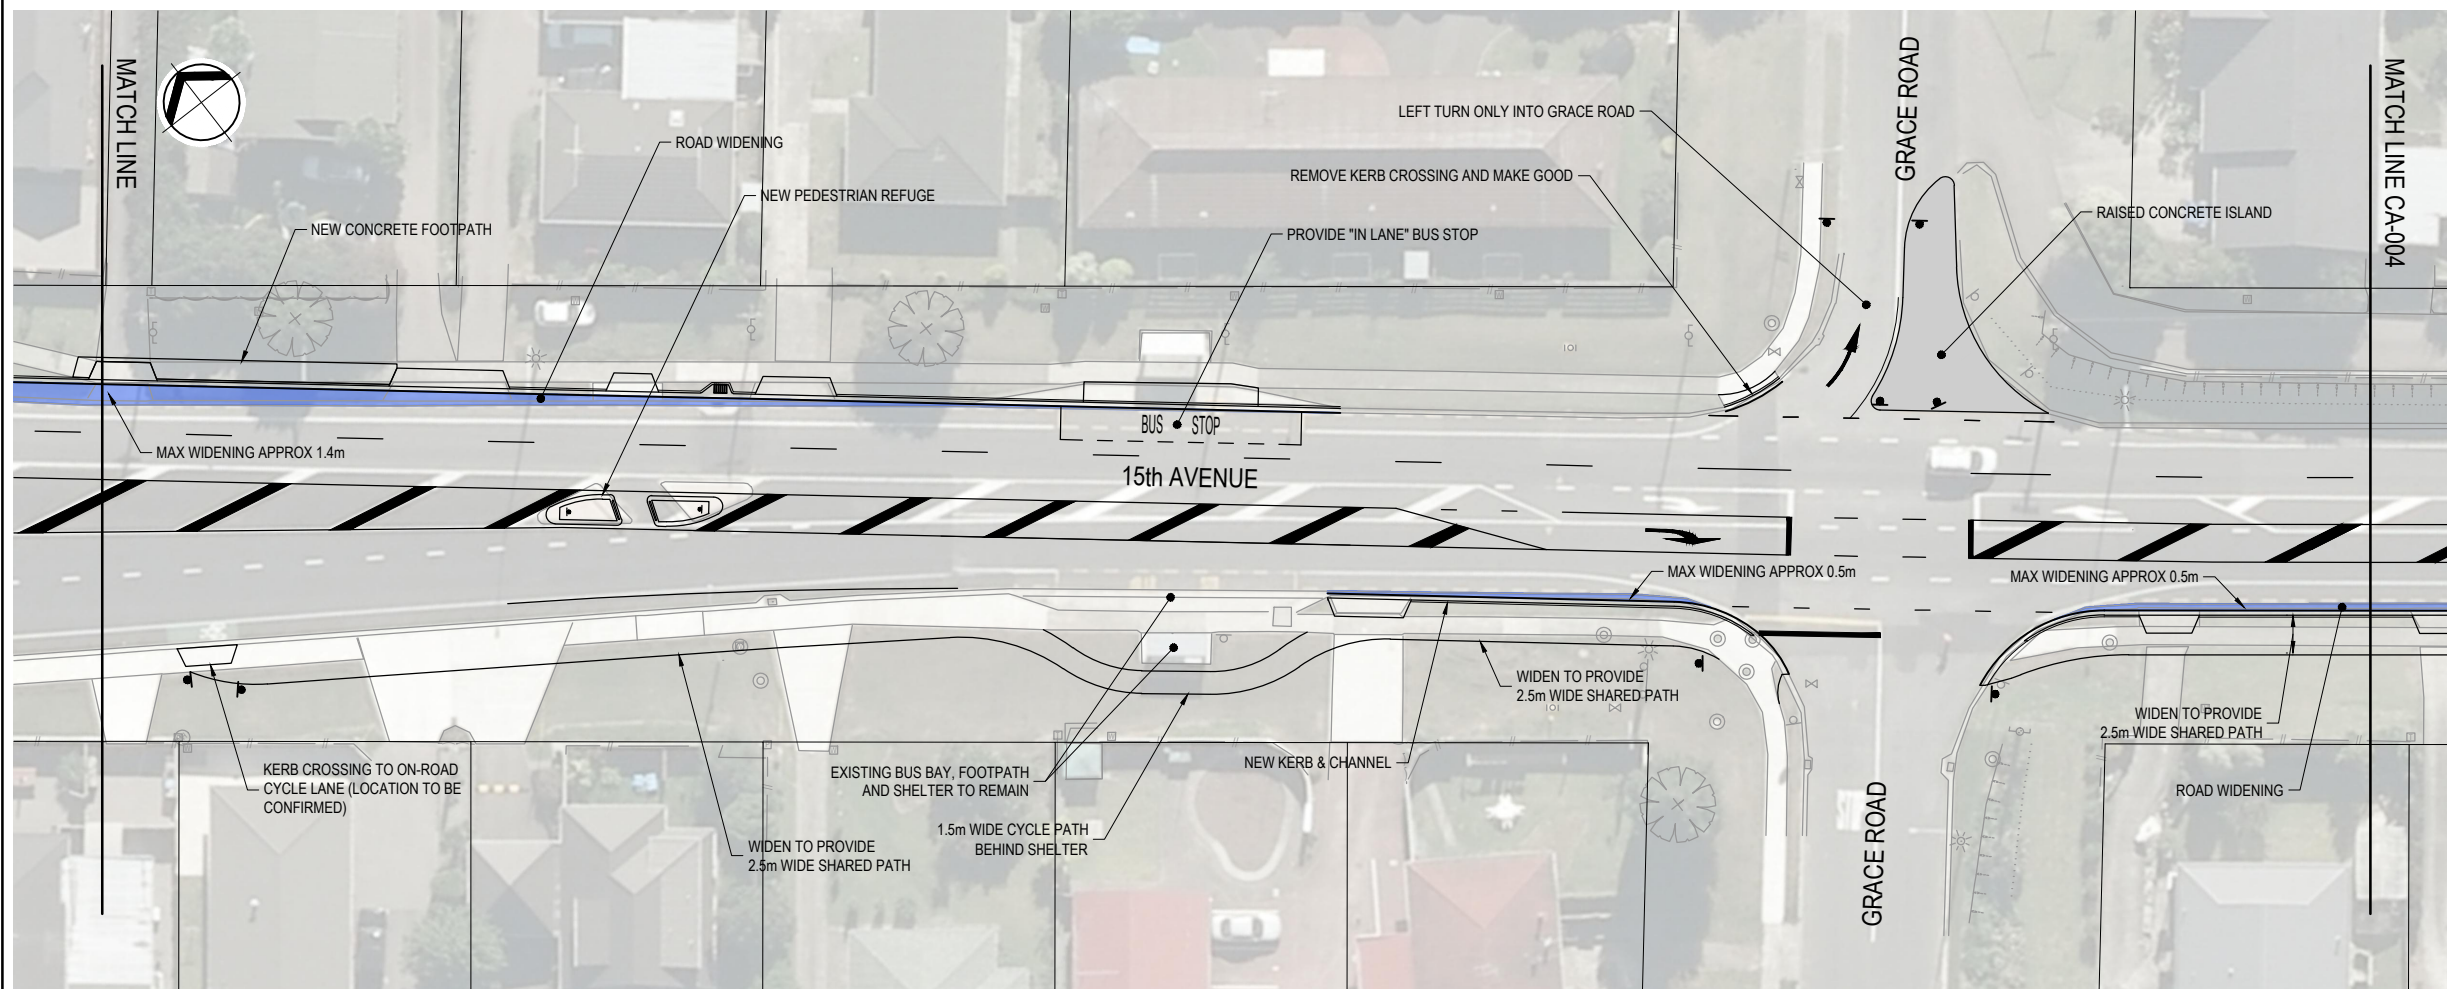 MATCH LINE
GRACE ROAD
MATCH LINE CA-004
LEFT TURN ONLY INTO GRACE ROAD
ROAD WIDENING
REMOVE KERB CROSSING AND MAKE GOOD
NEW PEDESTRIAN REFUGE
RAISED CONCRETE ISLAND
NEW CONCRETE FOOTPATH
PROVIDE "IN LANE" BUS STOP
BUS STOP
MAX WIDENING APPROX 1.4m
15th AVENUE
MAX WIDENING APPROX 0.5m
MAX WIDENING APPROX 0.5m
WIDEN TO PROVIDE
2.5m WIDE SHARED PATH
WIDEN TO PROVIDE
2.5m WIDE SHARED PATH
KERB CROSSING TO ON-ROAD
CYCLE LANE (LOCATION TO BE
CONFIRMED)
EXISTING BUS BAY, FOOTPATH
AND SHELTER TO REMAIN
NEW KERB & CHANNEL
ROAD WIDENING
1.5m WIDE CYCLE PATH
BEHIND SHELTER
WIDEN TO PROVIDE
2.5m WIDE SHARED PATH
GRACE ROAD